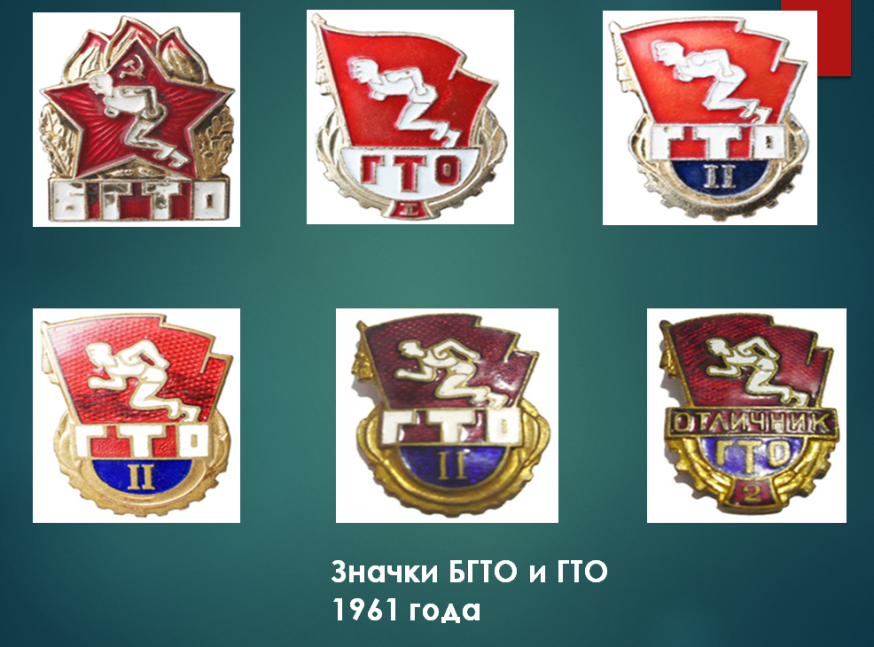 БГТО
ГТО
I
ГТО
II
ГТО
II
ГТО
II
ОТЛИЧНИК
ГТО
2
Значки БГТО и ГТО
1961 года